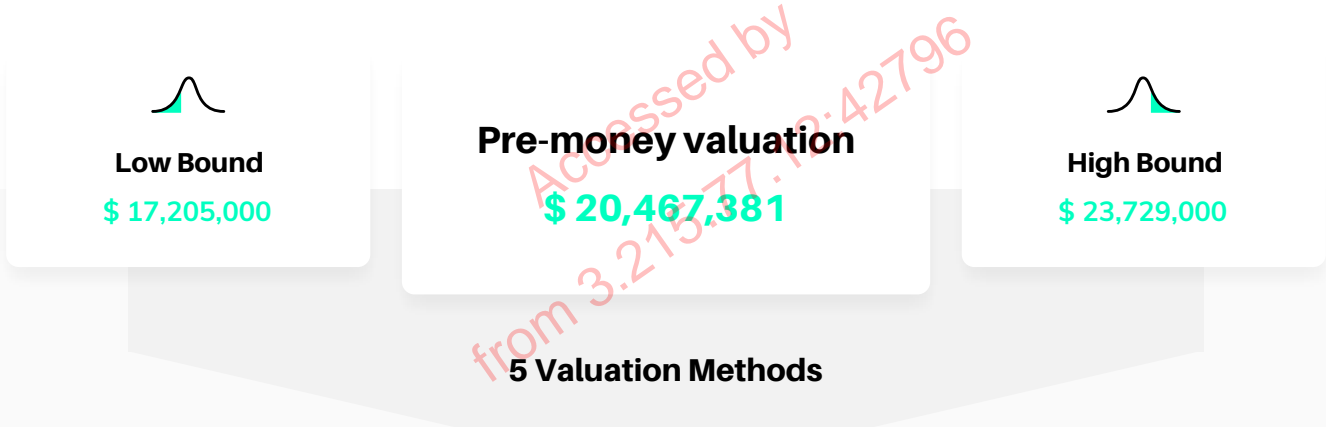 Low Bound
$ 17,205,000
Pre-money valuation
$ 20,467,381
High Bound
$ 23,729,000
5 Valuation Methods
Accessed by
from 3.215.77.12:42796